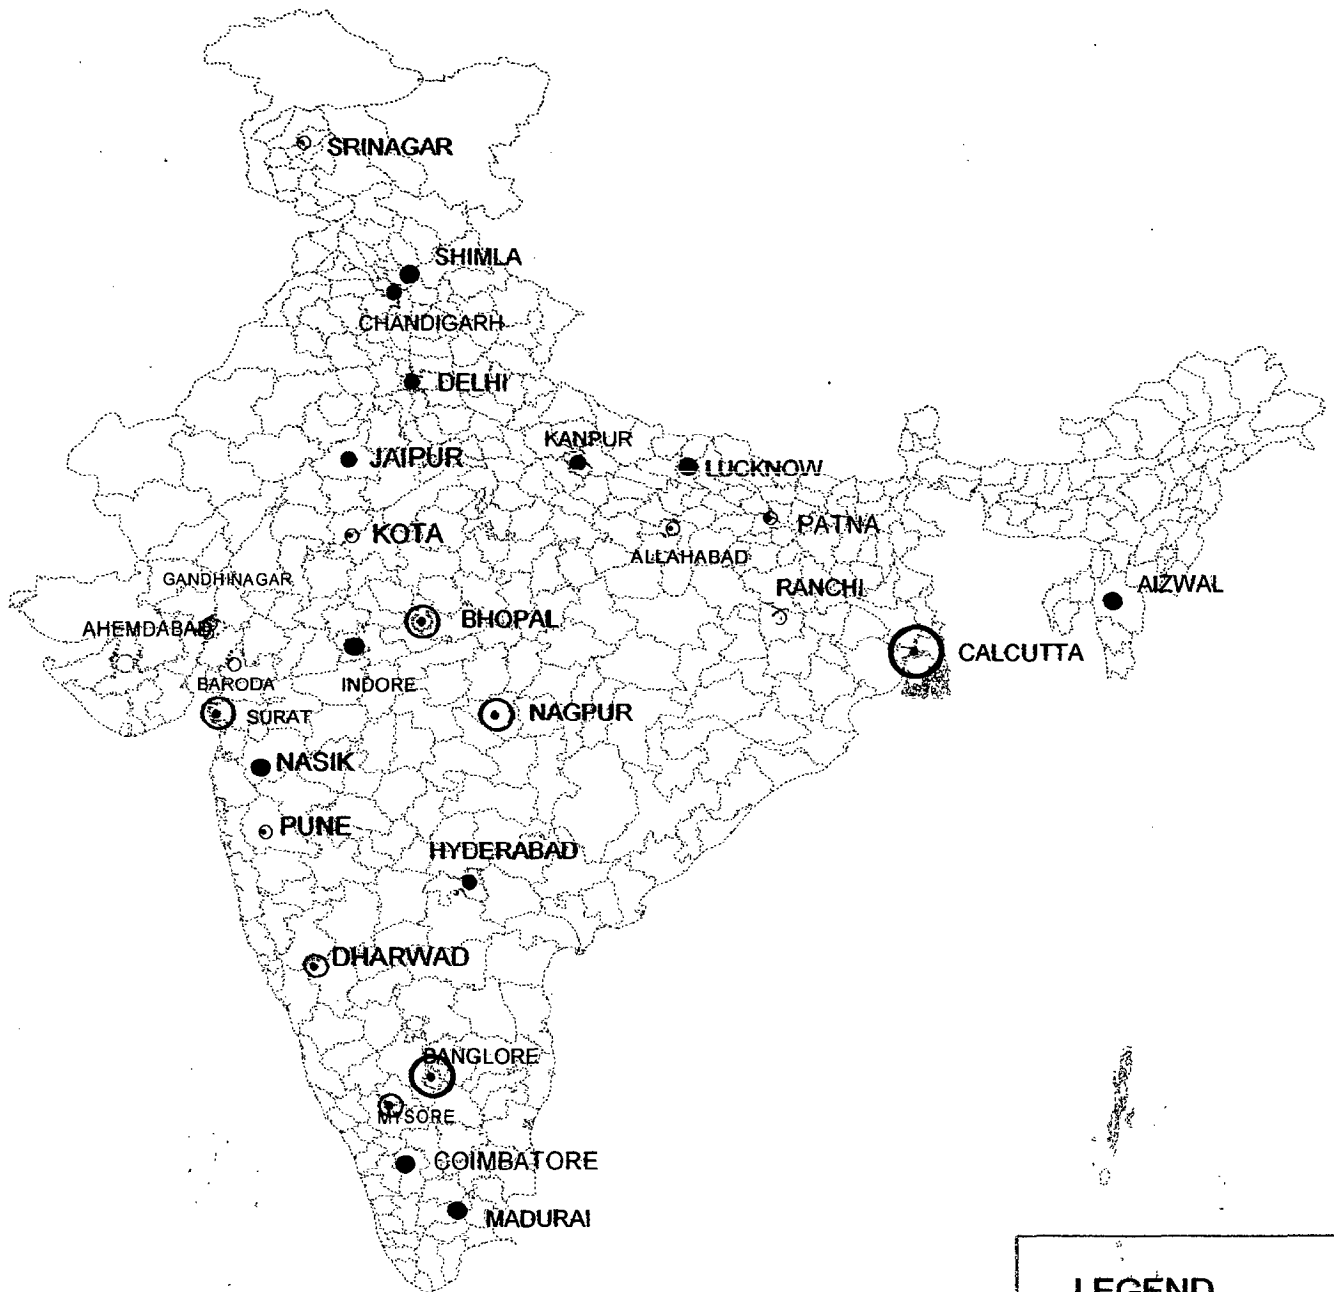 SRINAGAR
SHIMLA
CHANDIGARH
DELHI
KANPUR
JAIPUR
LUCKNOW
KOTA
PATNA
ALLAHABAD
GANDHINAGAR
RANCHI
AIZWAL
BHOPAL
AHEMDABAD
CALCUTTA
BARODA
INDORE
SURAT
NAGPUR
NASIK
PUNE
HYDERABAD
DHARWAD
BANGLORE
MYSORE
COIMBATORE
MADURAI
LEGEND